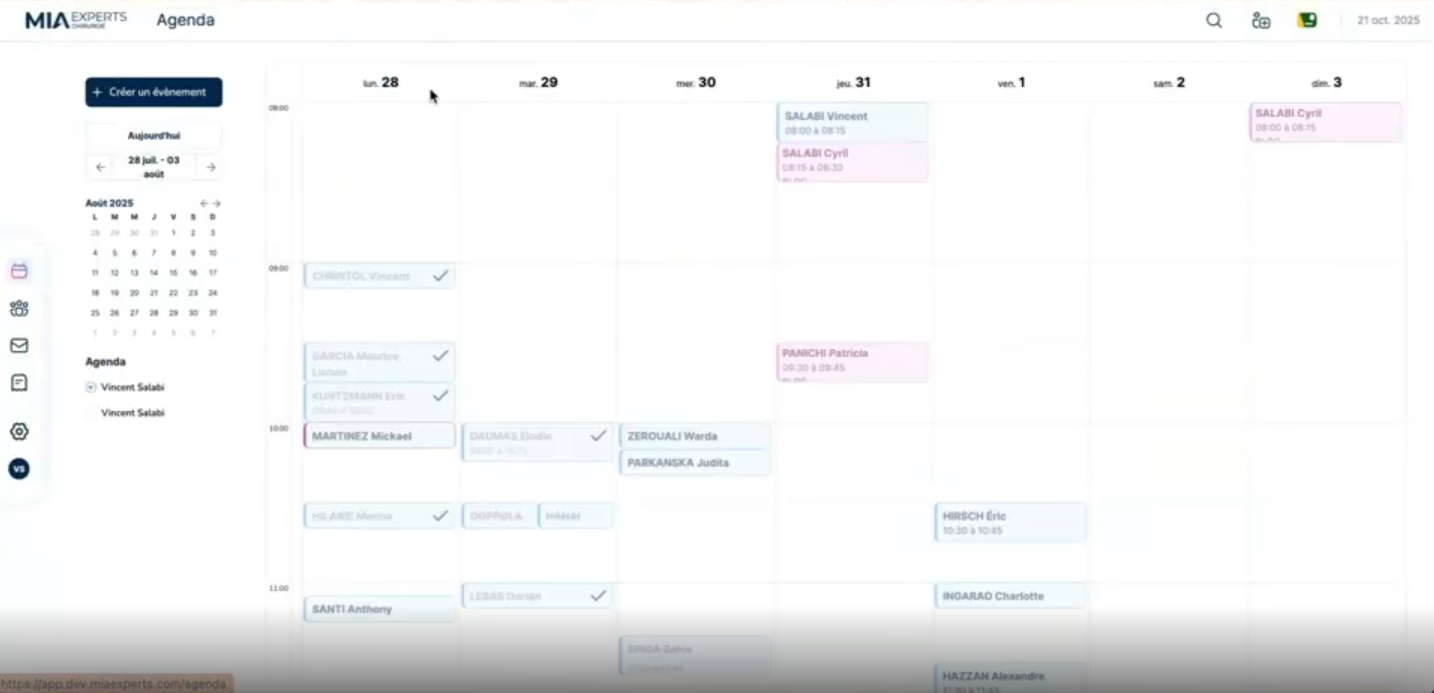 MIA EXPERTS
CHIRURGIE
Agenda
21 oct. 2025
+ Créer un évènement
Aujourd'hui
28 juil. - 03
août
Août 2025
L M M J V S D
28 29 30 31 1 2 3
4 5 6 7 8 9 10
11 12 13 14 15 16 17
18 19 20 21 22 23 24
25 26 27 28 29 30 31
1 2 3 4 5 6 7
Agenda
Vincent Salabi
Vincent Salabi
VS
lun. 28
mar. 29
mer. 30
jeu. 31
ven. 1
sam. 2
dim. 3
08:00
SALABI Vincent
08:00 à 08:15
SALABI Cyril
08:15 à 08:30
SALABI Cyril
08:00 à 08:15
09:00
CHRISTOL Vincent
GARCIA Maurice
Lucien
KUNTZMANN Eric
PANICHI Patricia
09:30 à 09:45
10:00
MARTINEZ Mickael
DAUMAS Elodie
ZEROUALI Warda
PARKANSKA Judita
HILAIRE Marina
COPPOLA
HIRSCH Éric
10:30 à 10:45
11:00
SANTI Anthony
LEBAS Dorian
INGARAO Charlotte
Zahia
HAZZAN Alexandre
11:30 à 11:45
https://app.dev.miaexperts.com/agenda